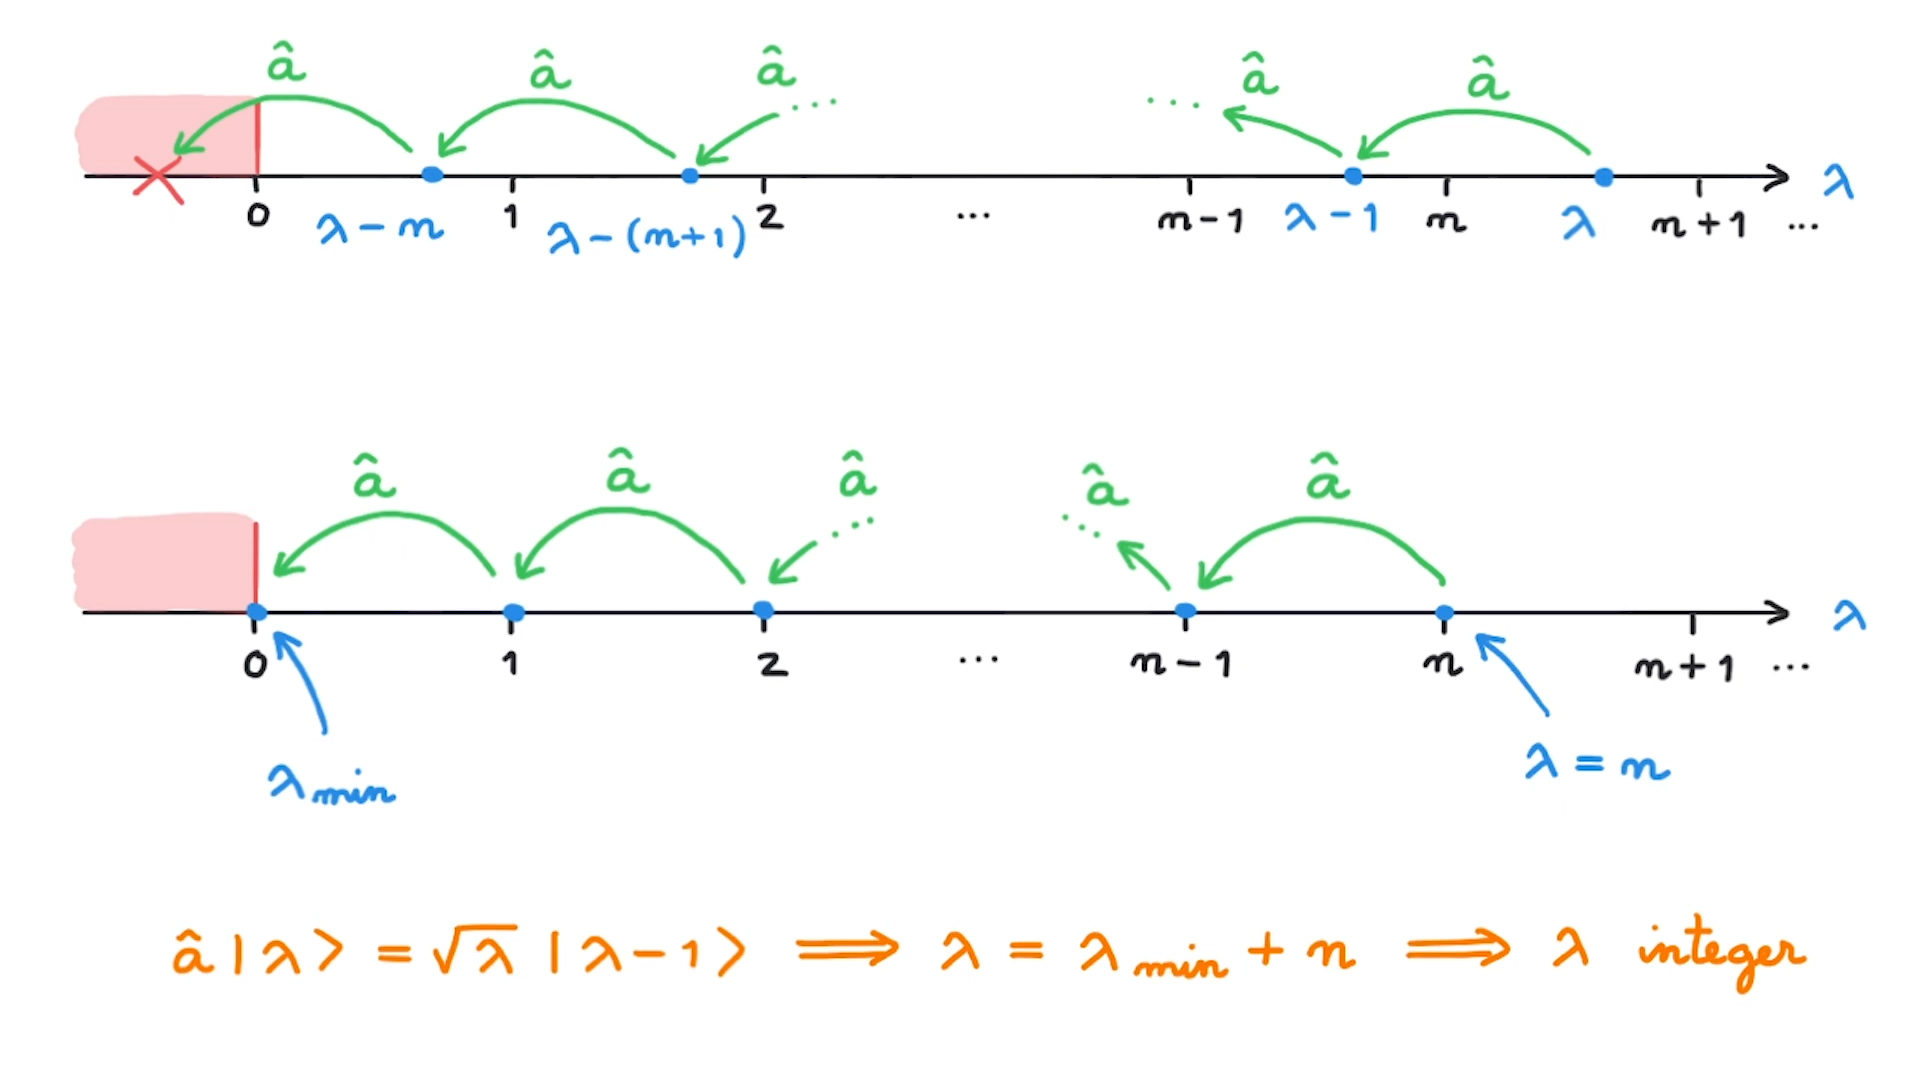 â â â ... ... â â
0 λ-n 1 λ-(n+1) 2 ... n-1 λ-1 n λ n+1 ... λ
â â â ... ... â â
0 1 2 ... n-1 n n+1 ... λ
λmin λ = n
â|λ> = √λ |λ-1> ⟹ λ = λmin + n ⟹ λ integer